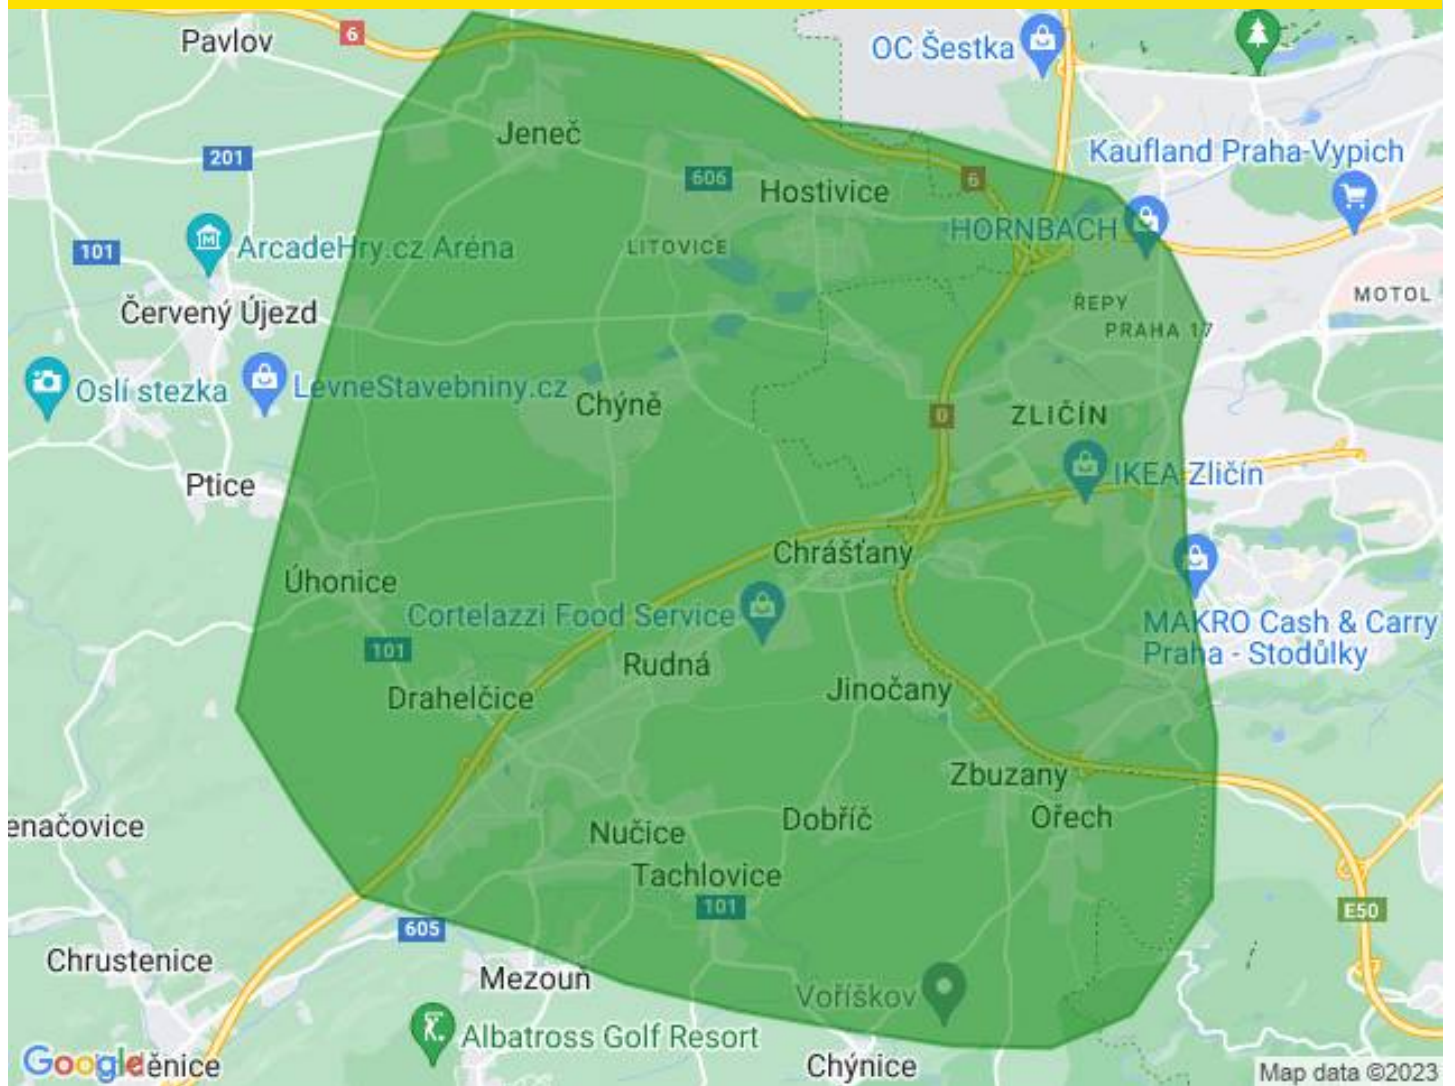 Pavlov
6
OC Šestka
Jeneč
201
606
Hostivice
6
Kaufland Praha-Vypich
HORNBACH
101
ArcadeHry.cz Aréna
LITOVICE
Červený Újezd
ŘEPY
PRAHA 17
MOTOL
Oslí stezka
LevneStavebniny.cz
Chýně
0
ZLIČÍN
Ptice
IKEA Zličín
Chrášťany
Úhonice
Cortelazzi Food Service
101
MAKRO Cash & Carry
Praha - Stodůlky
Rudná
Drahelčice
Jinočany
Zbuzany
enačovice
Nučice
Dobříč
Ořech
Tachlovice
101
E50
605
Chrustenice
Mezouň
Voříškov
Albatross Golf Resort
Google
ěnice
Chýnice
Map data ©2023